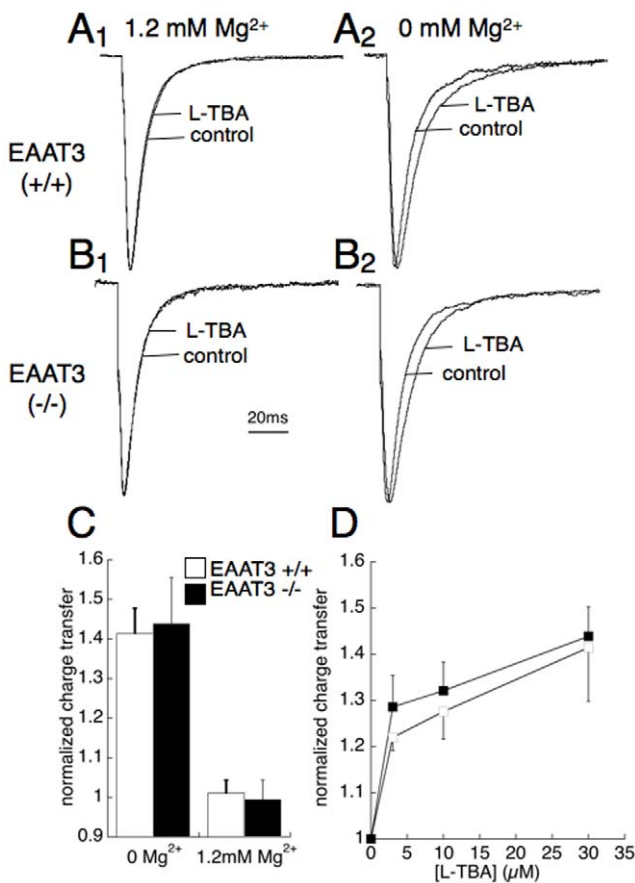 A1 1.2 mM Mg2+ A2 0 mM Mg2+
EAAT3
(+/+)
L-TBA
control
L-TBA
control
B1 B2
EAAT3
(-/-)
L-TBA
control
L-TBA
control
20ms
C D
normalized charge transfer
1.6
1.5
1.4
1.3
1.2
1.1
1
0.9
EAAT3 +/+
EAAT3 -/-
0 Mg2+ 1.2mM Mg2+
normalized charge transfer
1.6
1.5
1.4
1.3
1.2
1.1
1
0 5 10 15 20 25 30 35
[L-TBA] (µM)